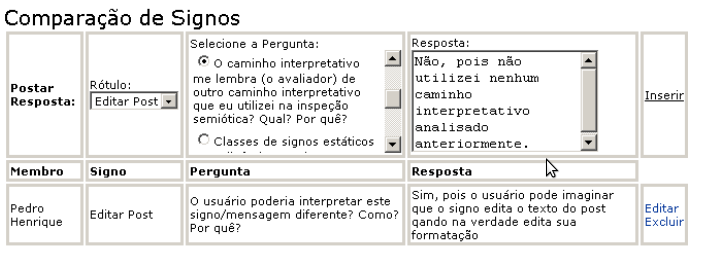 Comparação de Signos
Postar
Resposta:
Rótulo:
Editar Post
Selecione a Pergunta:
O caminho interpretativo
me lembra (o avaliador) de
outro caminho interpretativo
que eu utilizei na inspeção
semiótica? Qual? Por quê?
Classes de signos estáticos
Resposta:
Não, pois não
utilizei nenhum
caminho
interpretativo
analisado
anteriormente.
Inserir
Membro Signo Pergunta Resposta
Pedro
Henrique
Editar Post
O usuário poderia interpretar este
signo/mensagem diferente? Como?
Por quê?
Sim, pois o usuário pode imaginar
que o signo edita o texto do post
qando na verdade edita sua
formatação
Editar
Excluir